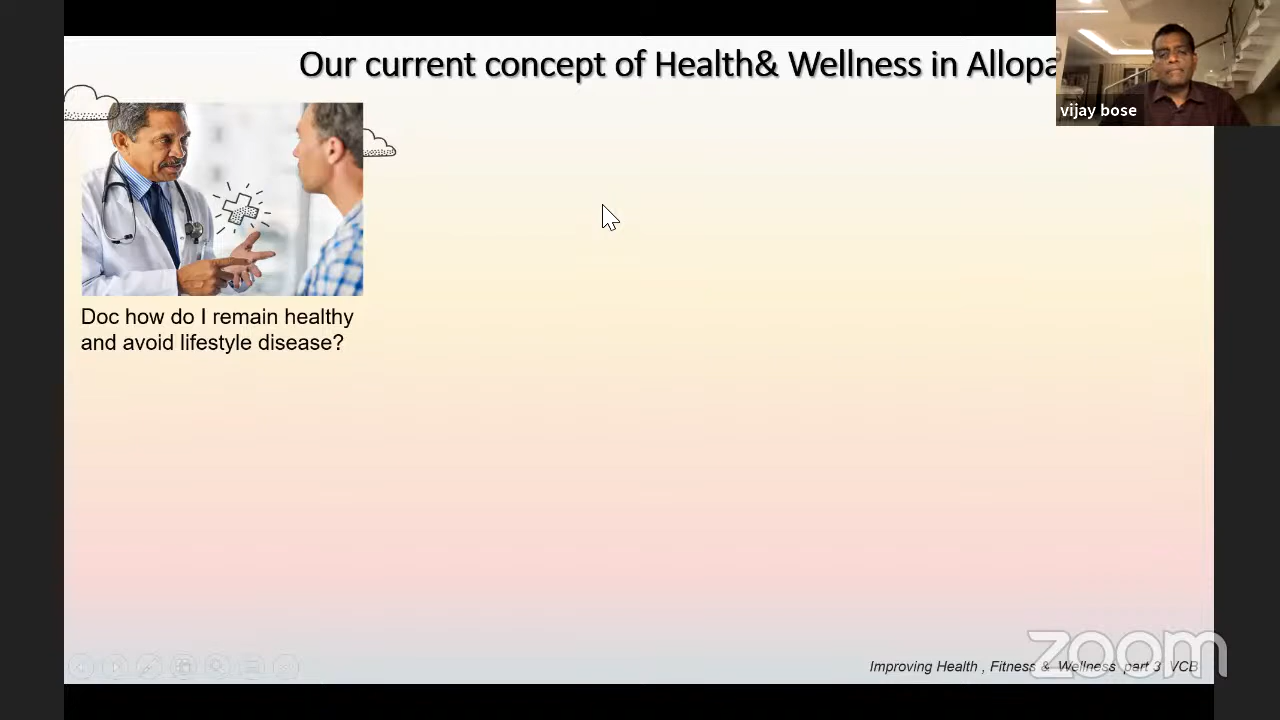 Our current concept of Health& Wellness in Allopa
vijay bose
Doc how do I remain healthy
and avoid lifestyle disease?
Improving Health , Fitness & Wellness part 3 VCB
zoom